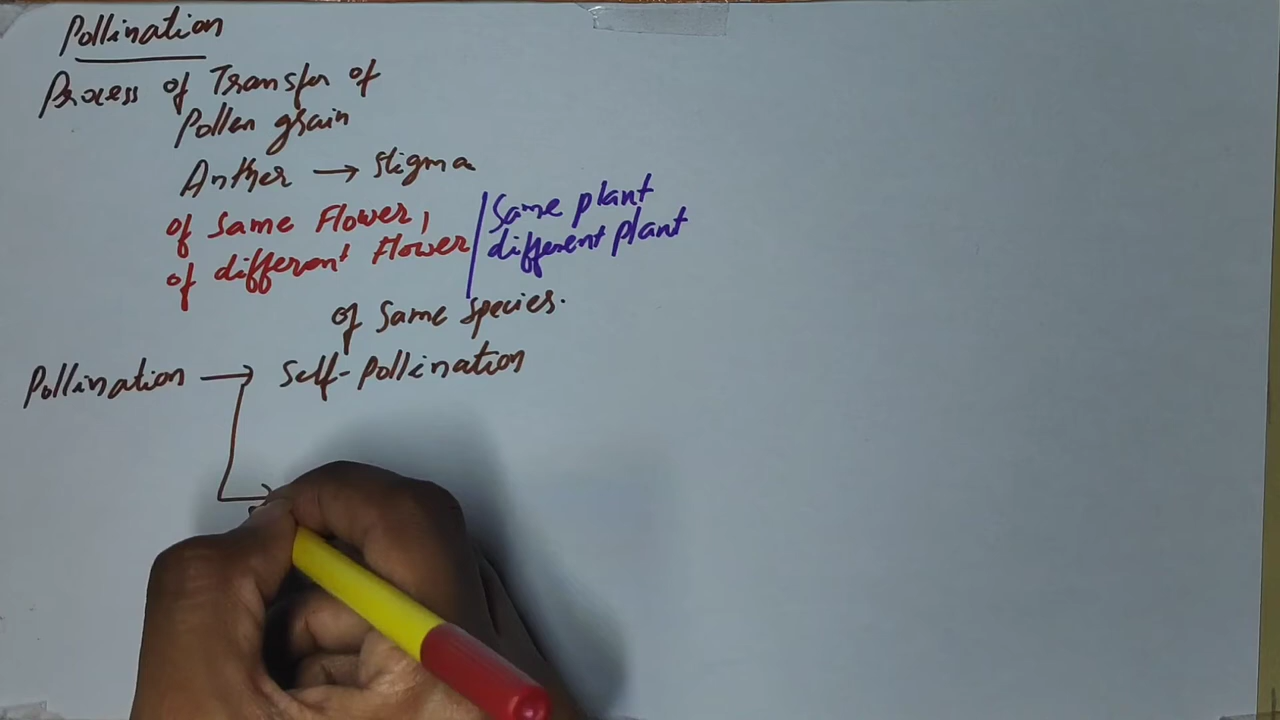 Pollination
Process of Transfer of
Pollen grain
Anther → stigma
of same Flower,
of different Flower
Same plant
different plant
of same species.
Pollination → Self-pollination